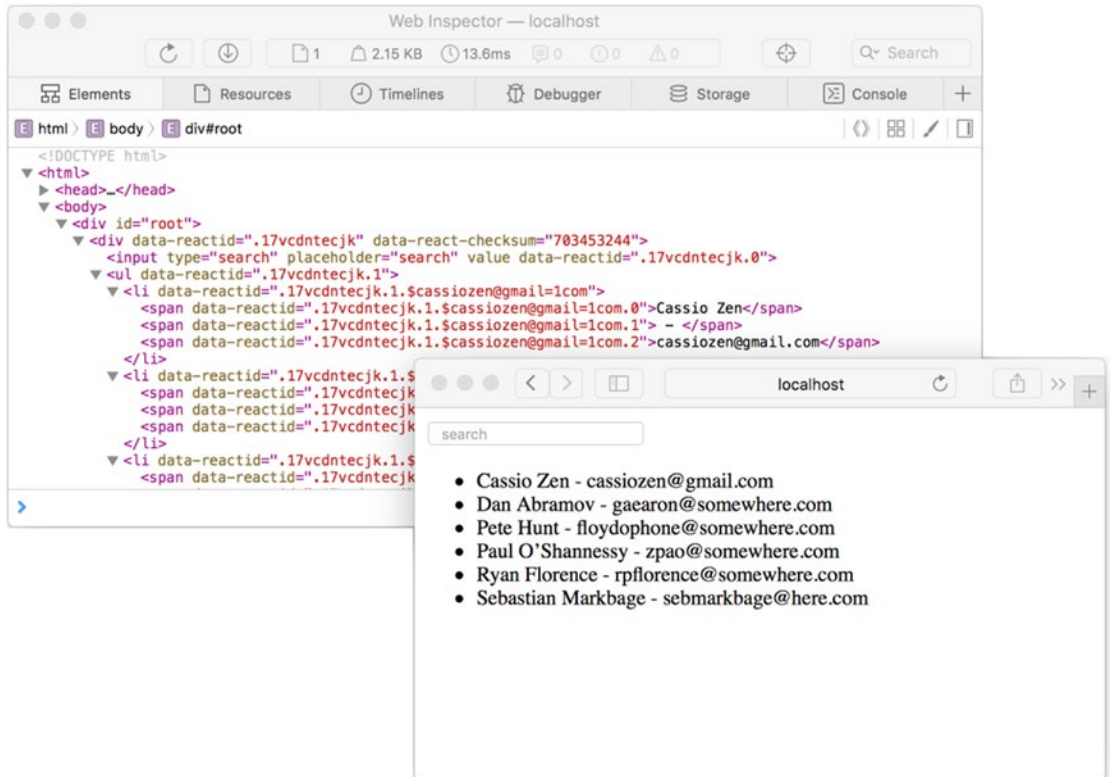 Web Inspector — localhost
1 2.15 KB 13.6ms 0 0 0 Search
Elements Resources Timelines Debugger Storage Console +
E html E body E div#root
<!DOCTYPE html>
<html>
<head>…</head>
<body>
<div id="root">
<div data-reactid=".17vcdntecjk" data-react-checksum="703453244">
<input type="search" placeholder="search" value data-reactid=".17vcdntecjk.0">
<ul data-reactid=".17vcdntecjk.1">
<li data-reactid=".17vcdntecjk.1.$cassiozen@gmail=1com">
<span data-reactid=".17vcdntecjk.1.$cassiozen@gmail=1com.0">Cassio Zen</span>
<span data-reactid=".17vcdntecjk.1.$cassiozen@gmail=1com.1"> – </span>
<span data-reactid=".17vcdntecjk.1.$cassiozen@gmail=1com.2">cassiozen@gmail.com</span>
</li>
<li data-reactid=".17vcdntecjk.1.$
<span data-reactid=".17vcdntecjk
<span data-reactid=".17vcdntecjk
<span data-reactid=".17vcdntecjk
</li>
<li data-reactid=".17vcdntecjk.1.$
<span data-reactid=".17vcdntecjk
localhost
search
• Cassio Zen - cassiozen@gmail.com
• Dan Abramov - gaearon@somewhere.com
• Pete Hunt - floydophone@somewhere.com
• Paul O’Shannessy - zpao@somewhere.com
• Ryan Florence - rpflorence@somewhere.com
• Sebastian Markbage - sebmarkbage@here.com